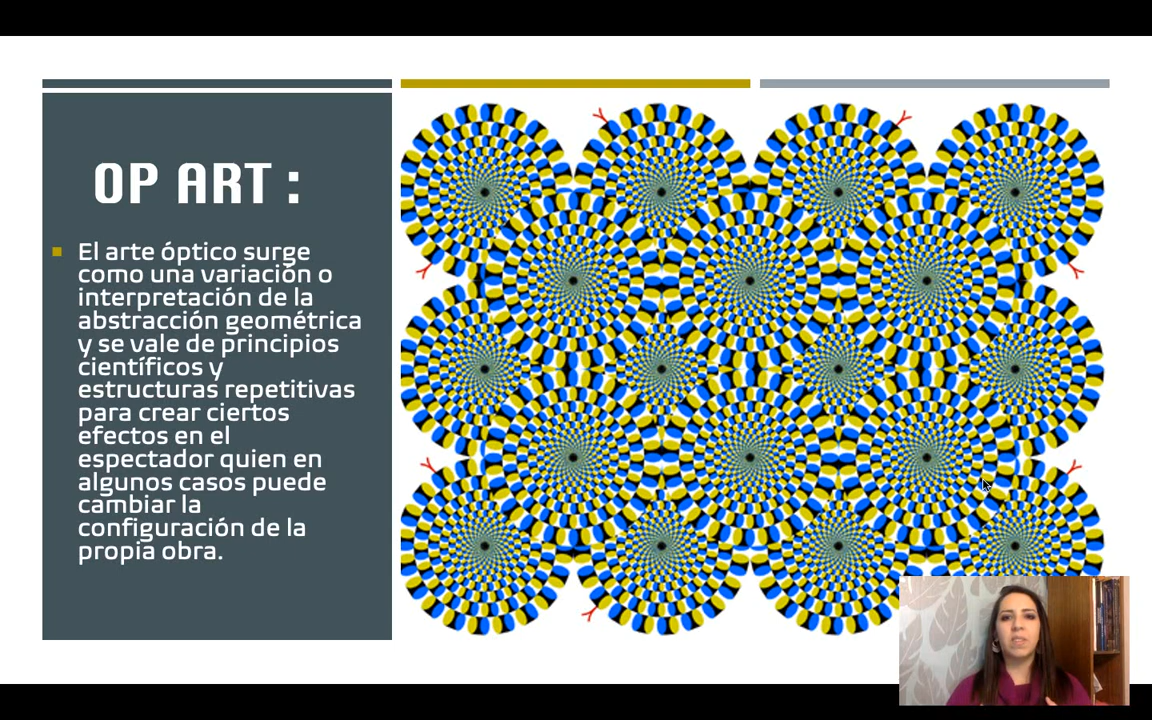 OP ART :
El arte óptico surge
como una variación o
interpretación de la
abstracción geométrica
y se vale de principios
científicos y
estructuras repetitivas
para crear ciertos
efectos en el
espectador quien en
algunos casos puede
cambiar la
configuración de la
propia obra.